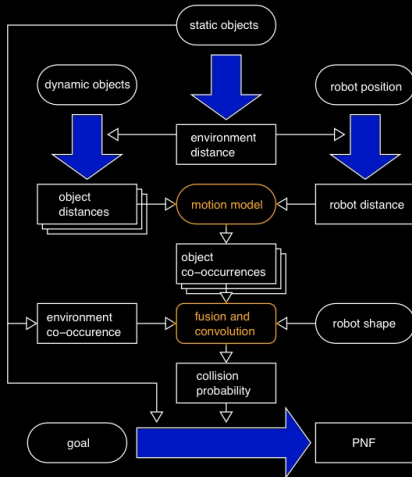 static objects
dynamic objects
robot position
environment
distance
object
distances
motion model
robot distance
object
co-occurrences
environment
co-occurence
fusion and
convolution
robot shape
collision
probability
goal
PNF